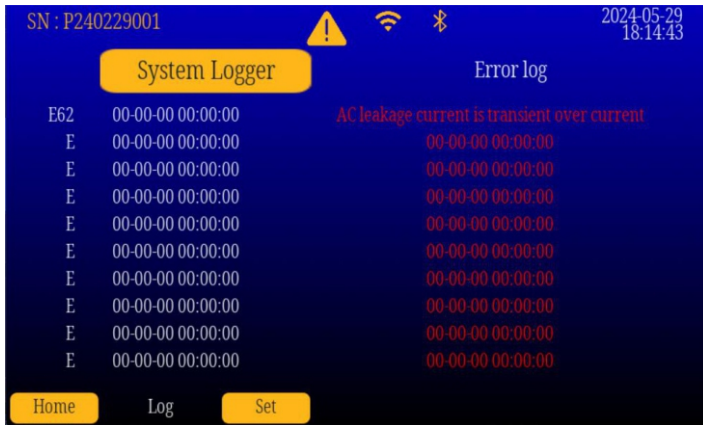 SN : P240229001
2024-05-29
18:14:43
System Logger Error log
E62 00-00-00 00:00:00 AC leakage current is transient over current
E 00-00-00 00:00:00 00-00-00 00:00:00
E 00-00-00 00:00:00 00-00-00 00:00:00
E 00-00-00 00:00:00 00-00-00 00:00:00
E 00-00-00 00:00:00 00-00-00 00:00:00
E 00-00-00 00:00:00 00-00-00 00:00:00
E 00-00-00 00:00:00 00-00-00 00:00:00
E 00-00-00 00:00:00 00-00-00 00:00:00
E 00-00-00 00:00:00 00-00-00 00:00:00
E 00-00-00 00:00:00 00-00-00 00:00:00
Home Log Set